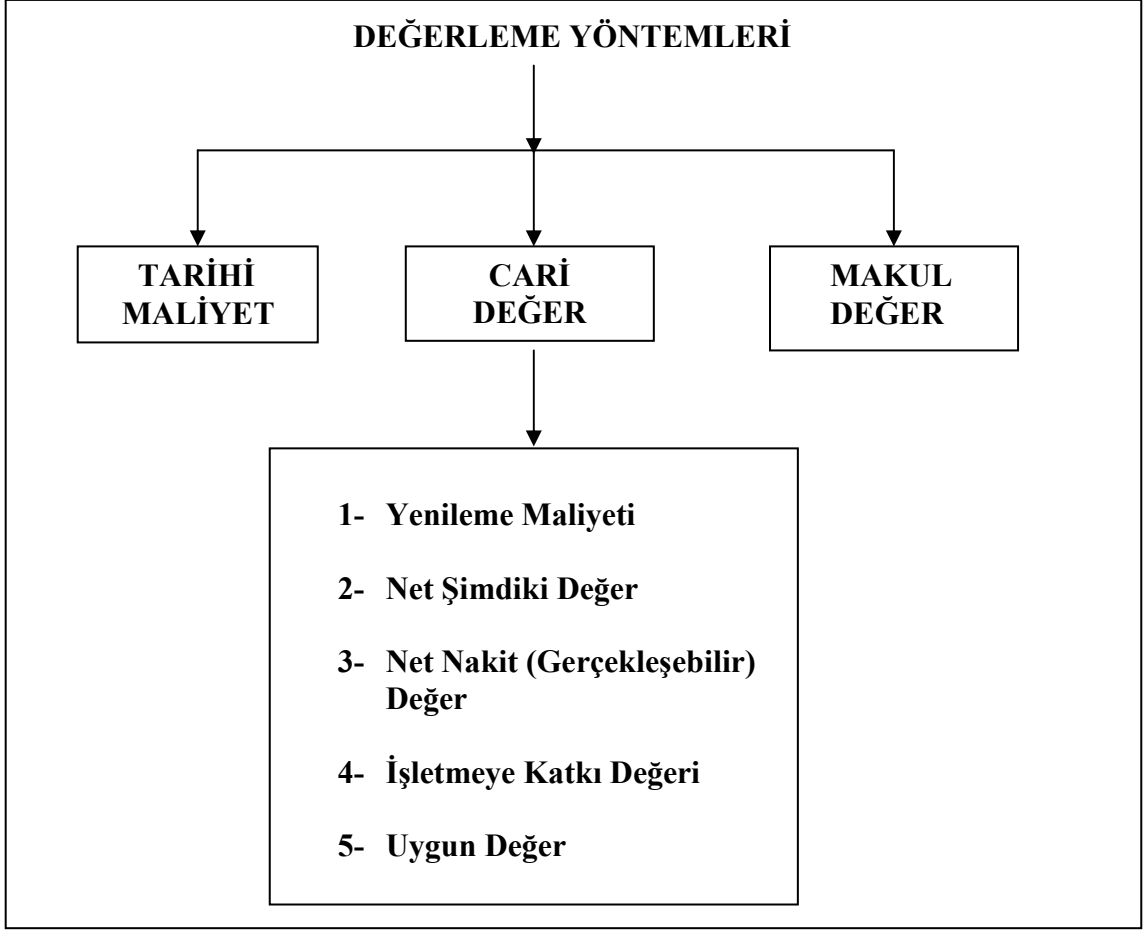 DEĞERLEME YÖNTEMLERİ
TARİHİ
MALİYET
CARİ
DEĞER
MAKUL
DEĞER
1- Yenileme Maliyeti
2- Net Şimdiki Değer
3- Net Nakit (Gerçekleşebilir)
Değer
4- İşletmeye Katkı Değeri
5- Uygun Değer